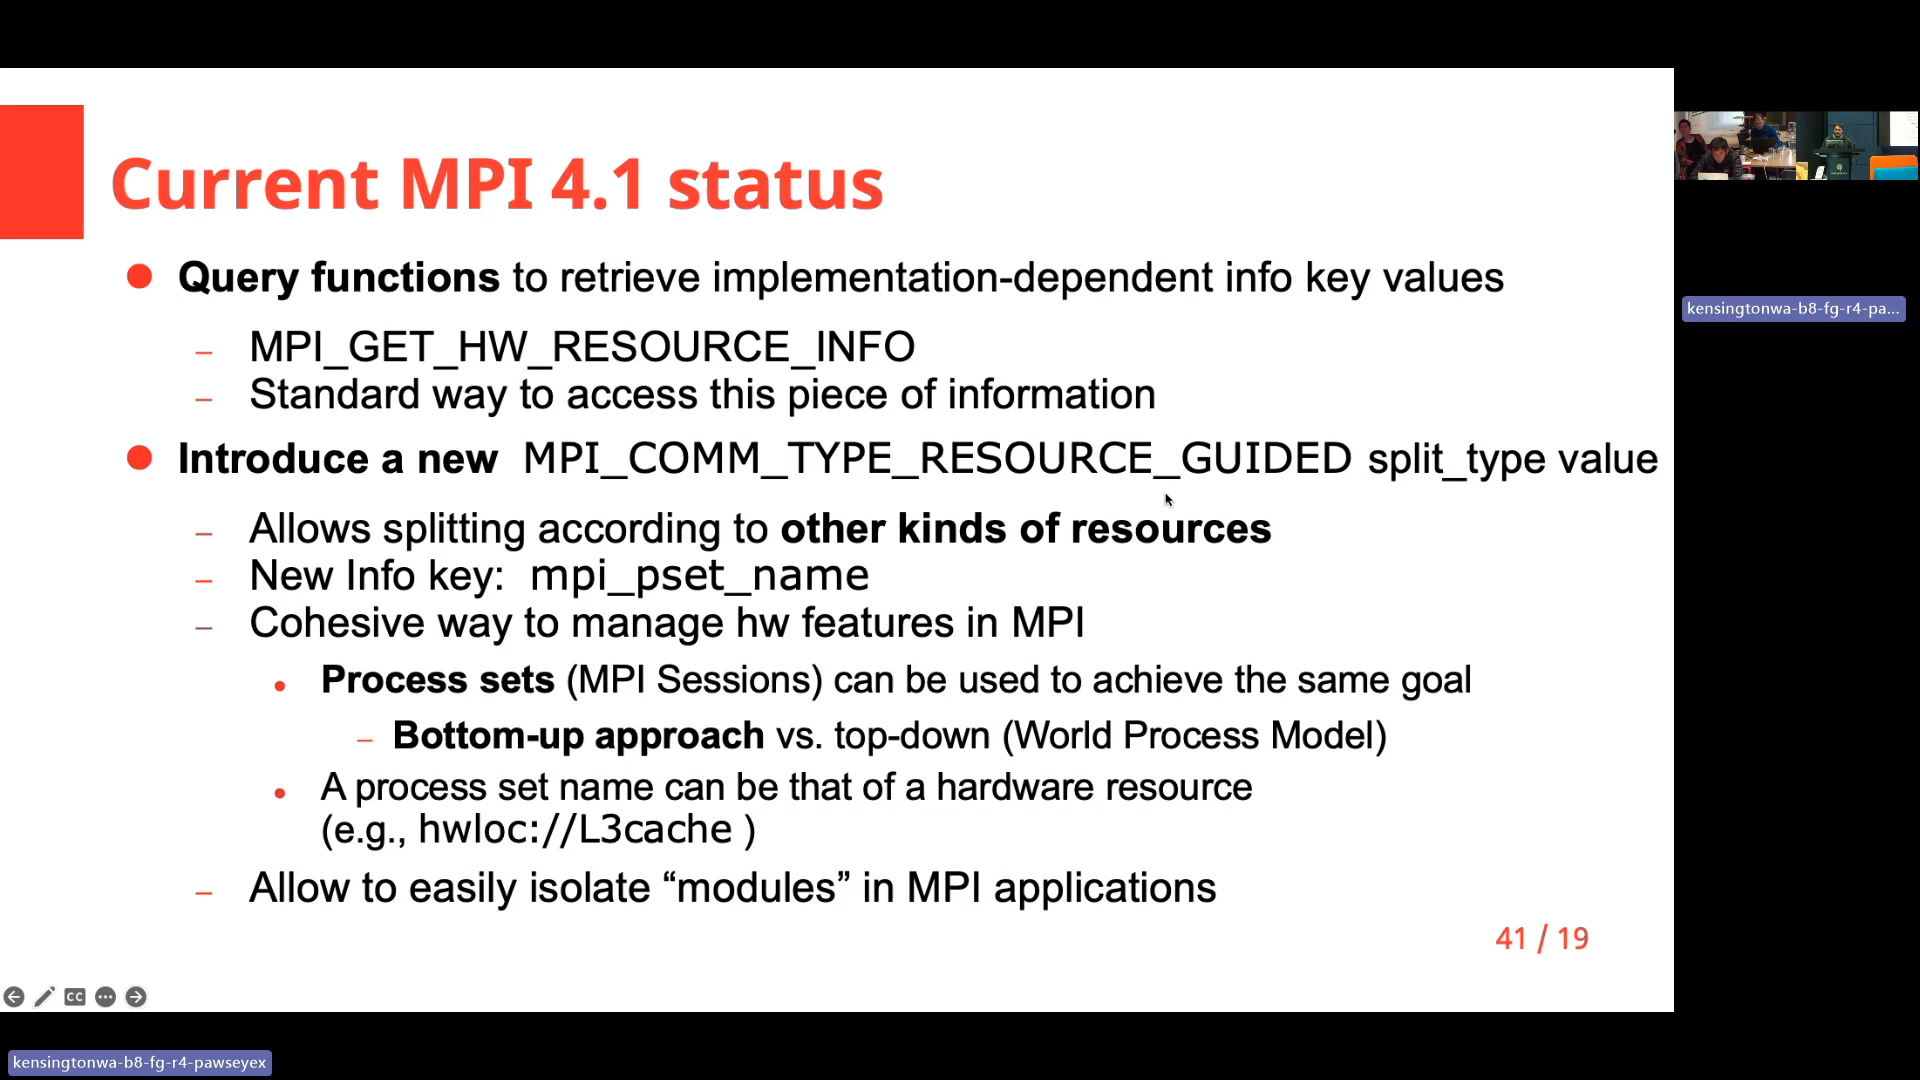 Current MPI 4.1 status
Query functions to retrieve implementation-dependent info key values
– MPI_GET_HW_RESOURCE_INFO
– Standard way to access this piece of information
Introduce a new MPI_COMM_TYPE_RESOURCE_GUIDED split_type value
– Allows splitting according to other kinds of resources
– New Info key: mpi_pset_name
– Cohesive way to manage hw features in MPI
Process sets (MPI Sessions) can be used to achieve the same goal
– Bottom-up approach vs. top-down (World Process Model)
A process set name can be that of a hardware resource
(e.g., hwloc://L3cache )
– Allow to easily isolate “modules” in MPI applications
41 / 19
CC
kensingtonwa-b8-fg-r4-pa...
kensingtonwa-b8-fg-r4-pawseyex